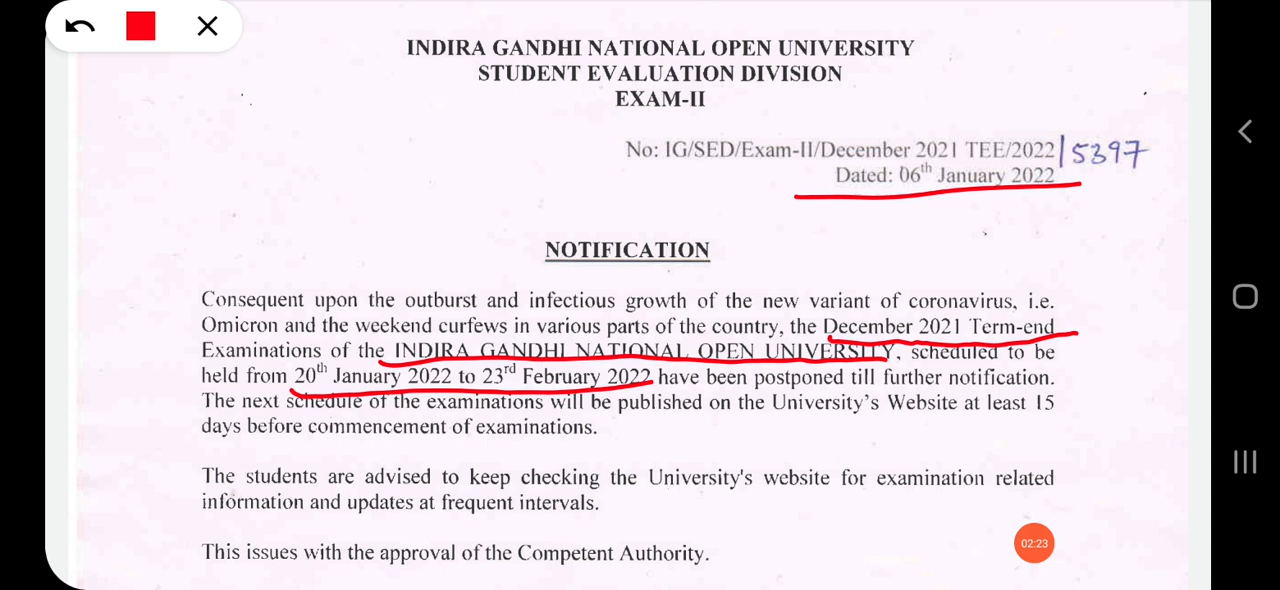 INDIRA GANDHI NATIONAL OPEN UNIVERSITY
STUDENT EVALUATION DIVISION
EXAM-II
No: IG/SED/Exam-II/December 2021 TEE/2022/5397
Dated: 06th January 2022
NOTIFICATION
Consequent upon the outburst and infectious growth of the new variant of coronavirus, i.e.
Omicron and the weekend curfews in various parts of the country, the December 2021 Term-end
Examinations of the INDIRA GANDHI NATIONAL OPEN UNIVERSITY, scheduled to be
held from 20th January 2022 to 23rd February 2022 have been postponed till further notification.
The next schedule of the examinations will be published on the University's Website at least 15
days before commencement of examinations.
The students are advised to keep checking the University's website for examination related
information and updates at frequent intervals.
This issues with the approval of the Competent Authority.
02:23